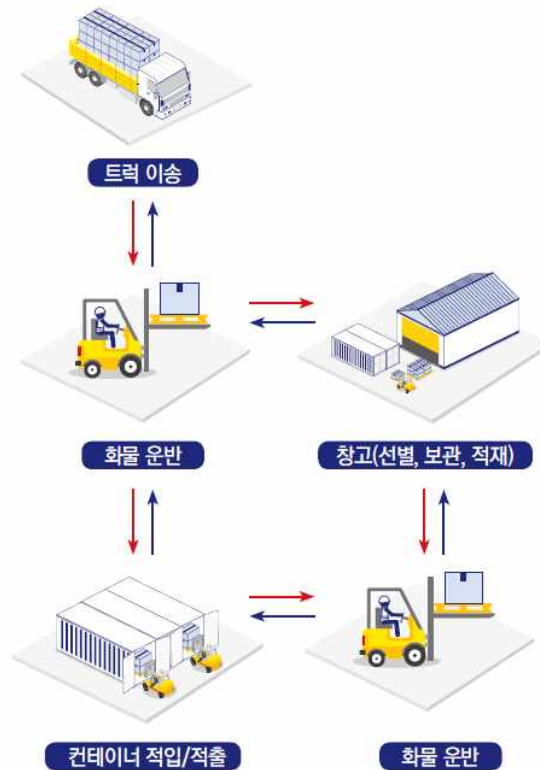 트럭 이송
화물 운반
창고(선별, 보관, 적재)
컨테이너 적입/적출
화물 운반